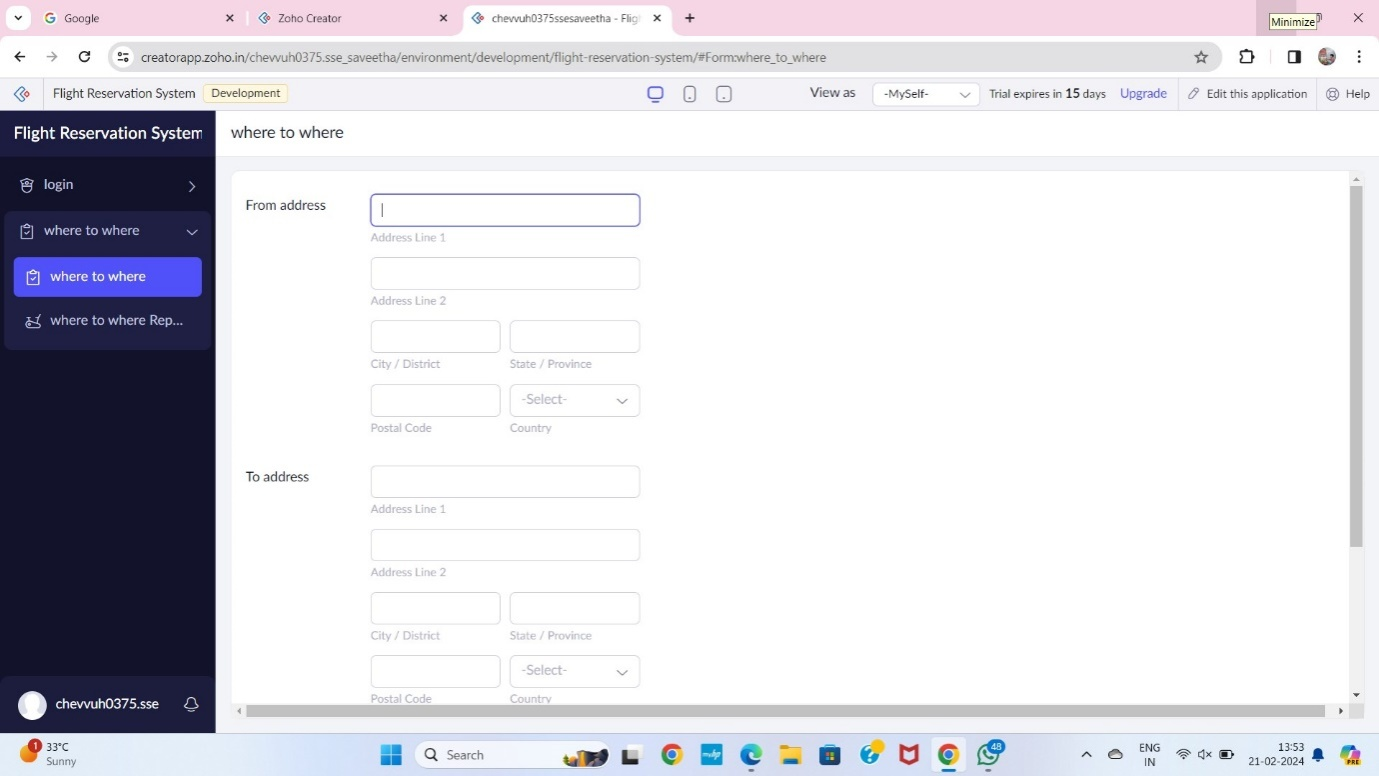 Google
Zoho Creator
chevvuh0375ssesaveetha - Flig
Minimize
creatorapp.zoho.in/chevvuh0375.sse_saveetha/environment/development/flight-reservation-system/#Form:where_to_where
Flight Reservation System Development View as -MySelf- Trial expires in 15 days Upgrade Edit this application Help
Flight Reservation System
where to where
login
where to where
where to where
where to where Rep...
From address
Address Line 1
Address Line 2
City / District State / Province
-Select-
Postal Code Country
To address
Address Line 1
Address Line 2
City / District State / Province
-Select-
Postal Code Country
chevvuh0375.sse
1
33°C
Sunny
Search
48
ENG
IN
13:53
21-02-2024
PRE